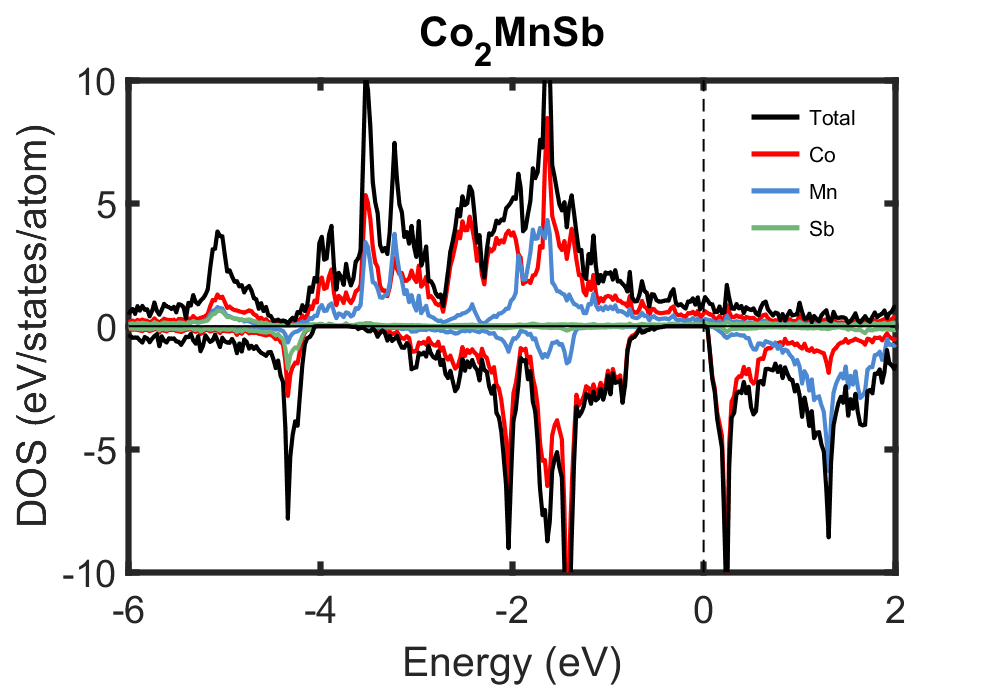 Co2MnSb
DOS (eV/states/atom)
10
5
0
-5
-10
Total
Co
Mn
Sb
-6
-4
-2
0
2
Energy (eV)